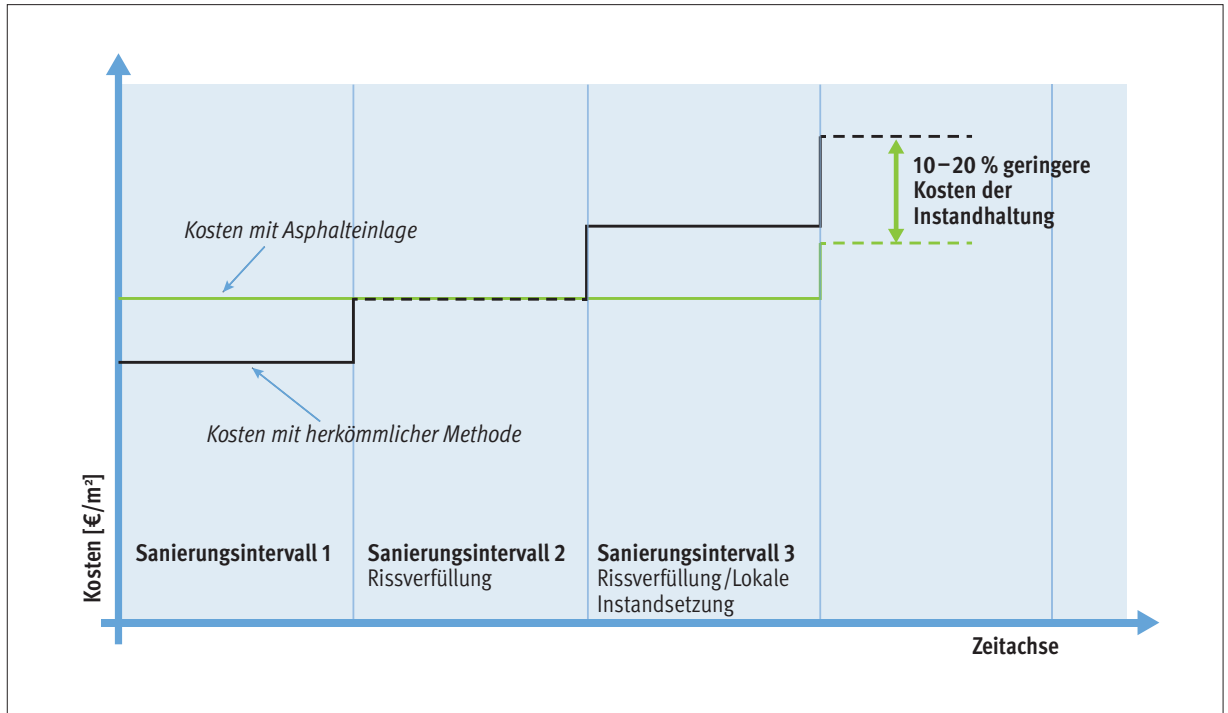 10–20 % geringere
Kosten der
Instandhaltung
Kosten mit Asphalteinlage
Kosten mit herkömmlicher Methode
Kosten [€/m²]
Sanierungsintervall 1
Sanierungsintervall 2
Rissverfüllung
Sanierungsintervall 3
Rissverfüllung/Lokale
Instandsetzung
Zeitachse